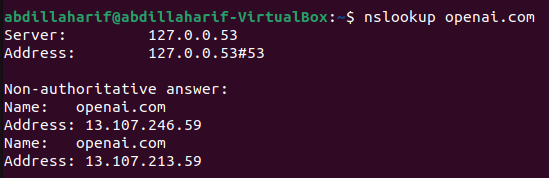 abdillaharif@abdillaharif-VirtualBox:~$ nslookup openai.com
Server:         127.0.0.53
Address:        127.0.0.53#53

Non-authoritative answer:
Name:   openai.com
Address: 13.107.246.59
Name:   openai.com
Address: 13.107.213.59